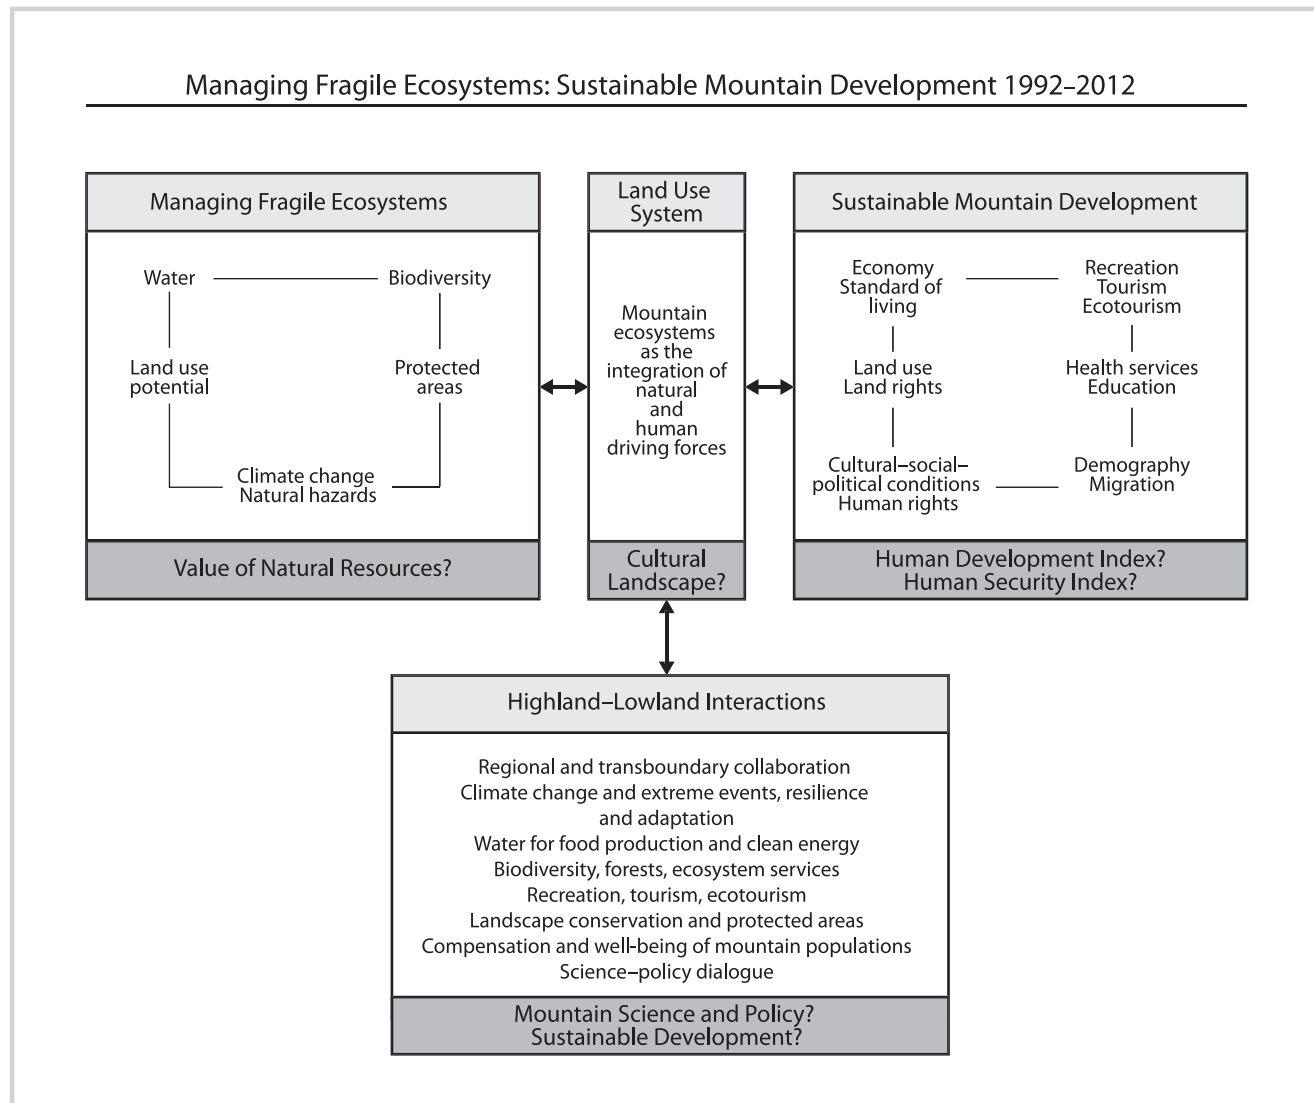 Managing Fragile Ecosystems: Sustainable Mountain Development 1992–2012
Managing Fragile Ecosystems
Water
Biodiversity
Land use
potential
Protected
areas
Climate change
Natural hazards
Value of Natural Resources?
Land Use
System
Mountain
ecosystems
as the
integration of
natural
and
human
driving forces
Cultural
Landscape?
Sustainable Mountain Development
Economy
Standard of
living
Recreation
Tourism
Ecotourism
Land use
Land rights
Health services
Education
Cultural–social–
political conditions
Human rights
Demography
Migration
Human Development Index?
Human Security Index?
Highland–Lowland Interactions
Regional and transboundary collaboration
Climate change and extreme events, resilience
and adaptation
Water for food production and clean energy
Biodiversity, forests, ecosystem services
Recreation, tourism, ecotourism
Landscape conservation and protected areas
Compensation and well-being of mountain populations
Science–policy dialogue
Mountain Science and Policy?
Sustainable Development?